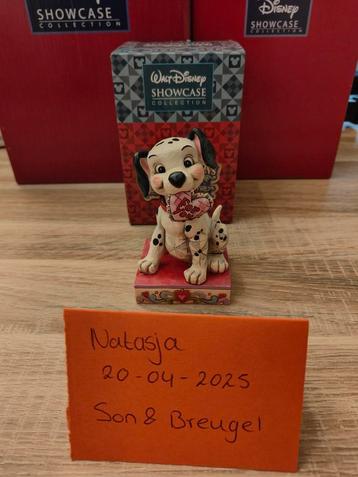 SHOWCASE
COLLECTION
Disney
SHOWCASE
COLLECTION
WALT DISNEY
SHOWCASE
COLLECTION
Natasja
20-04-2025
Son & Breugel